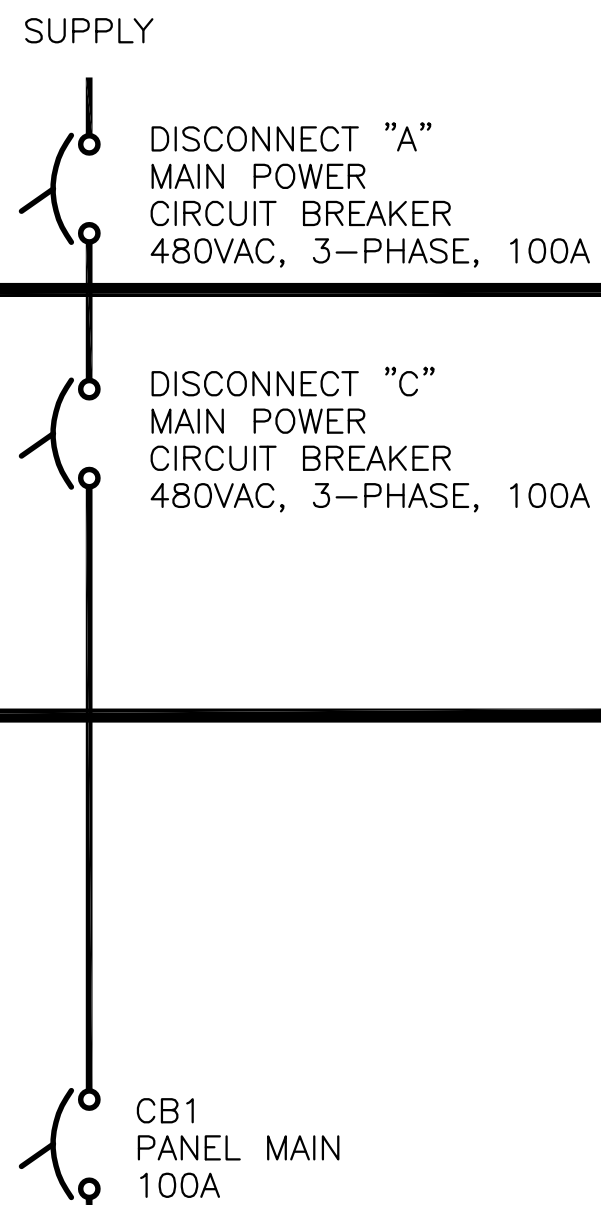 SUPPLY
DISCONNECT "A"
MAIN POWER
CIRCUIT BREAKER
480VAC, 3-PHASE, 100A
DISCONNECT "C"
MAIN POWER
CIRCUIT BREAKER
480VAC, 3-PHASE, 100A
CB1
PANEL MAIN
100A